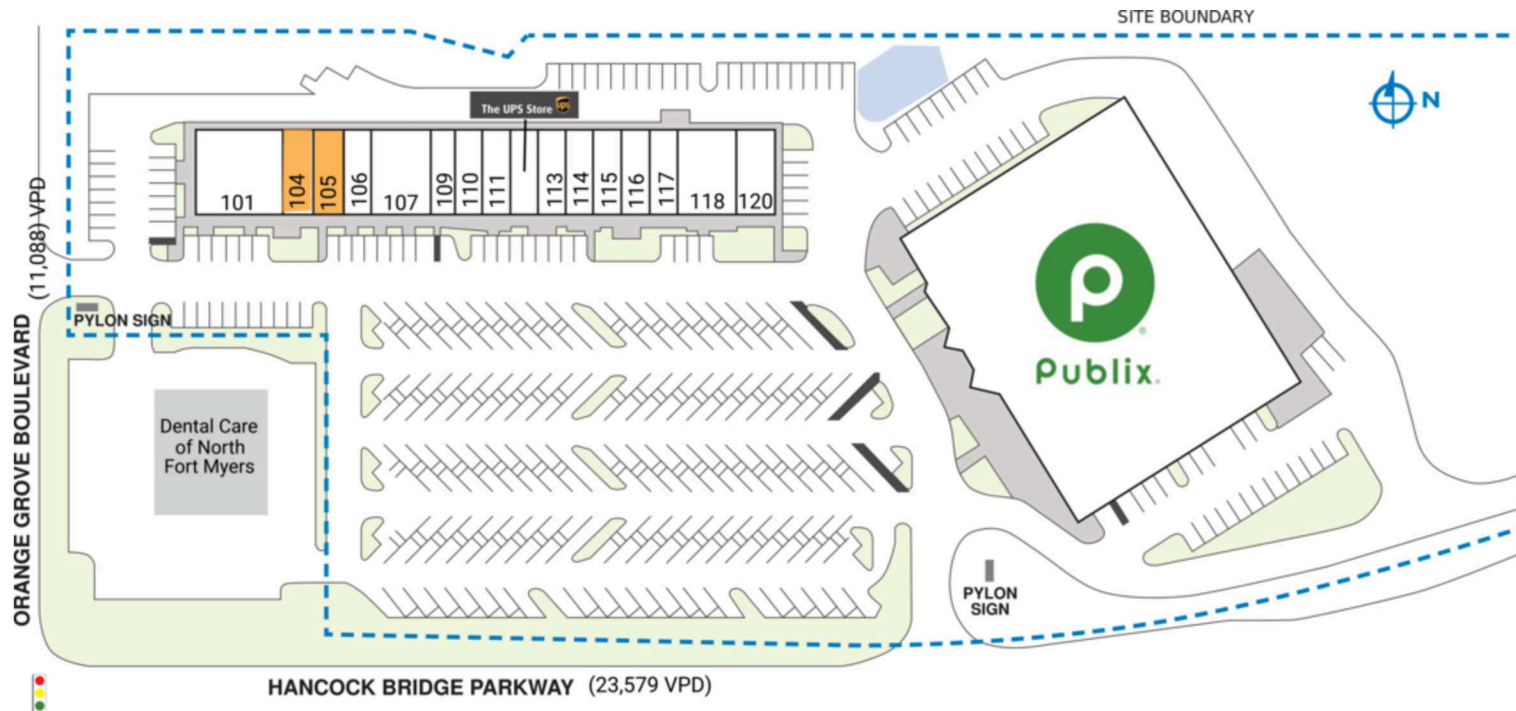 SITE BOUNDARY
N
The UPS Store ups
101
104
105
106
107
109
110
111
113
114
115
116
117
118
120
ORANGE GROVE BOULEVARD (11,088) VPD
PYLON SIGN
Publix.
Dental Care
of North
Fort Myers
PYLON
SIGN
HANCOCK BRIDGE PARKWAY (23,579 VPD)